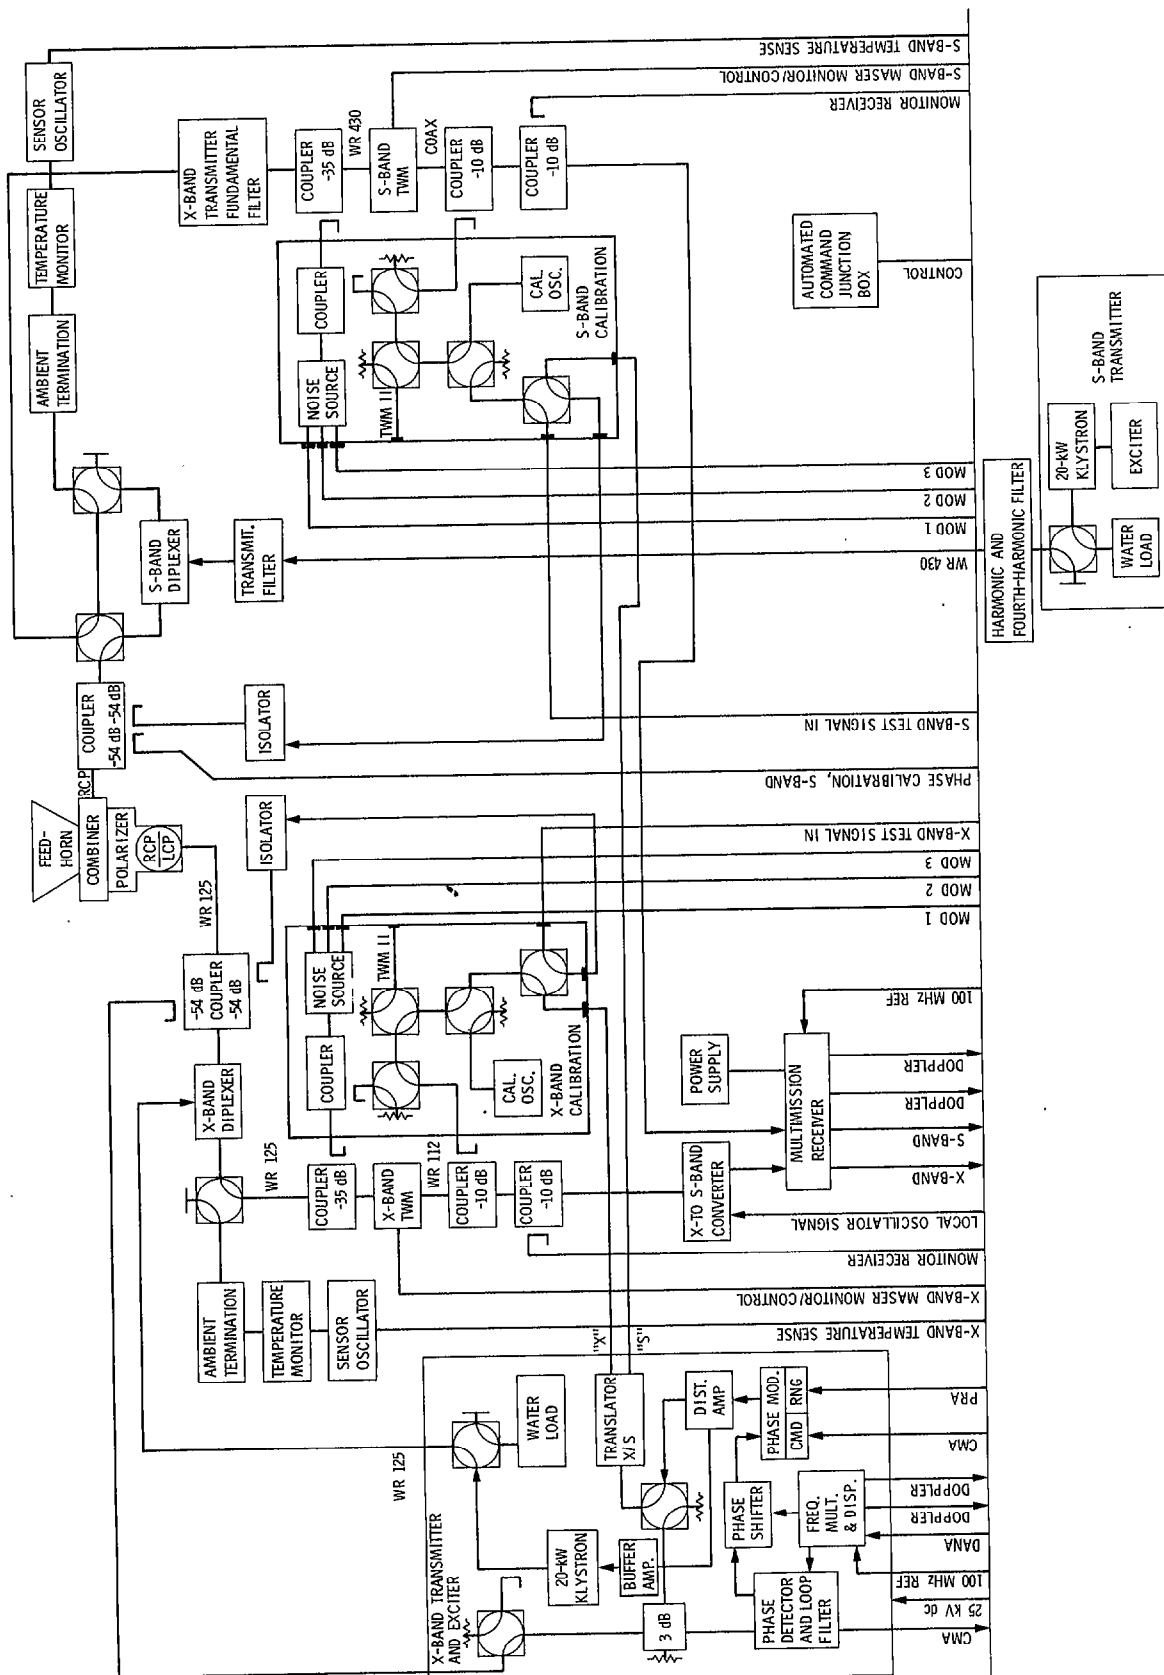 SENSOR
OSCILLATOR
TEMPERATURE
MONITOR
AMBIENT
TERMINATION
S-BAND TEMPERATURE SENSE
S-BAND MASER MONITOR/CONTROL
MONITOR RECEIVER
X-BAND
TRANSMITTER
FUNDAMENTAL
FILTER
COUPLER
-35 dB
WR 430
S-BAND
TWM
COAX
COUPLER
-10 dB
COUPLER
-10 dB
COUPLER
NOISE
SOURCE
TWM II
CAL.
OSC.
S-BAND
CALIBRATION
AUTOMATED
COMMAND
JUNCTION
BOX
CONTROL
S-BAND
DIPLEXER
TRANSMIT.
FILTER
MOD 3
MOD 2
MOD 1
WR 430
HARMONIC AND
FOURTH-HARMONIC FILTER
20-kW
KLYSTRON
EXCITER
WATER
LOAD
S-BAND
TRANSMITTER
COUPLER
-54 dB -54 dB
RCP
ISOLATOR
S-BAND TEST SIGNAL IN
PHASE CALIBRATION, S-BAND
FEED-
HORN
COMBINER
POLARIZER
RCP
LCP
WR 125
ISOLATOR
X-BAND TEST SIGNAL IN
MOD 3
MOD 2
MOD 1
-54 dB
COUPLER
-54 dB
NOISE
SOURCE
TWM II
COUPLER
CAL.
OSC.
X-BAND
CALIBRATION
X-BAND
DIPLEXER
WR 125
COUPLER
-35 dB
X-BAND
TWM
WR 112
COUPLER
-10 dB
COUPLER
-10 dB
POWER
SUPPLY
MULTIMISSION
RECEIVER
X-TO S-BAND
CONVERTER
100 MHz REF
DOPPLER
DOPPLER
S-BAND
X-BAND
LOCAL OSCILLATOR SIGNAL
MONITOR RECEIVER
X-BAND MASER MONITOR/CONTROL
X-BAND TEMPERATURE SENSE
AMBIENT
TERMINATION
TEMPERATURE
MONITOR
SENSOR
OSCILLATOR
"X"
"S"
WR 125
X-BAND TRANSMITTER
AND EXCITER
WATER
LOAD
TRANSLATOR
X/S
DIST.
AMP
PHASE MOD.
CMD RNG
20-kW
KLYSTRON
BUFFER
AMP.
PHASE
SHIFTER
FREQ.
MULT.
& DISP.
3 dB
PHASE
DETECTOR
AND LOOP
FILTER
PRA
CMA
DOPPLER
DOPPLER
DANA
100 MHz REF
25 kV dc
CMA